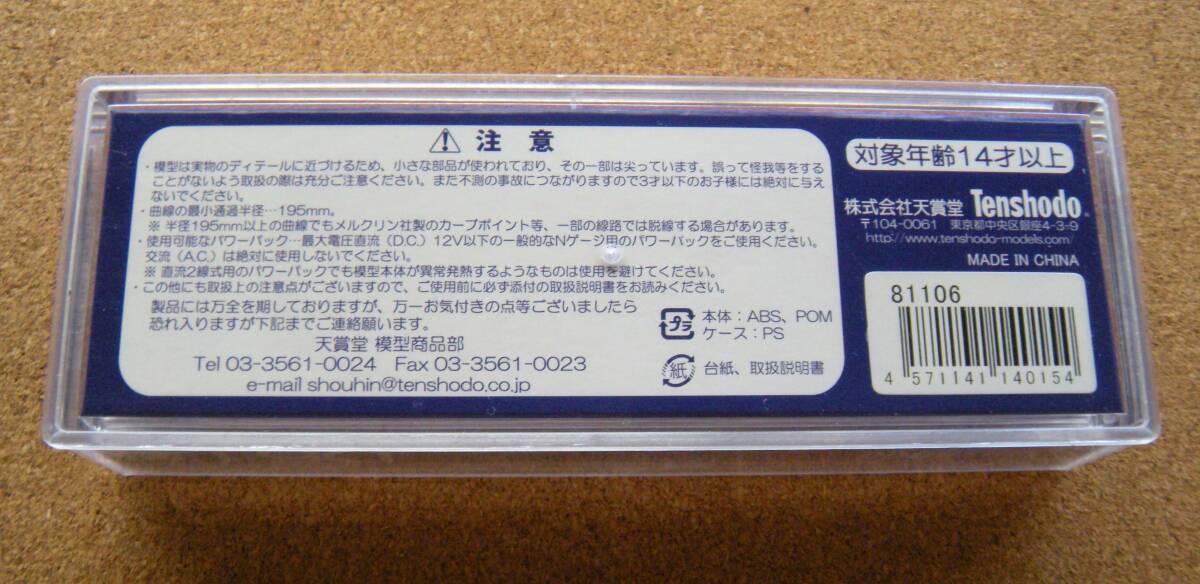 ⚠ 注意
・模型は実物のディテールに近づけるため、小さな部品が使われており、その一部は尖っています。誤って怪我等をする
ことがないよう取扱の際は充分ご注意ください。また不測の事故につながりますので3才以下のお子様には絶対に与え
ないでください。
・曲線の最小通過半径…195mm。
※ 半径195mm以上の曲線でもメルクリン社製のカーブポイント等、一部の線路では脱線する場合があります。
・使用可能なパワーパック…最大電圧直流（D.C.）12V以下の一般的なNゲージ用のパワーパックをご使用ください。
交流（A.C.）は絶対に使用しないでください。
※ 直流2線式用のパワーパックでも模型本体が異常発熱するようなものは使用を避けてください。
・この他にも取扱上の注意点がございますので、ご使用前に必ず添付の取扱説明書をお読みください。
製品には万全を期しておりますが、万一お気付きの点等ございましたら
恐れ入りますが下記までご連絡願います。
天賞堂 模型商品部
Tel 03-3561-0024 Fax 03-3561-0023
e-mail shouhin@tenshodo.co.jp
プラ 本体：ABS、POM
ケース：PS
紙 台紙、取扱説明書
対象年齢14才以上
株式会社天賞堂 Tenshodo®
〒104-0061 東京都中央区銀座4-3-9
http://www.tenshodo-models.com/
MADE IN CHINA
81106
4 571141 140154